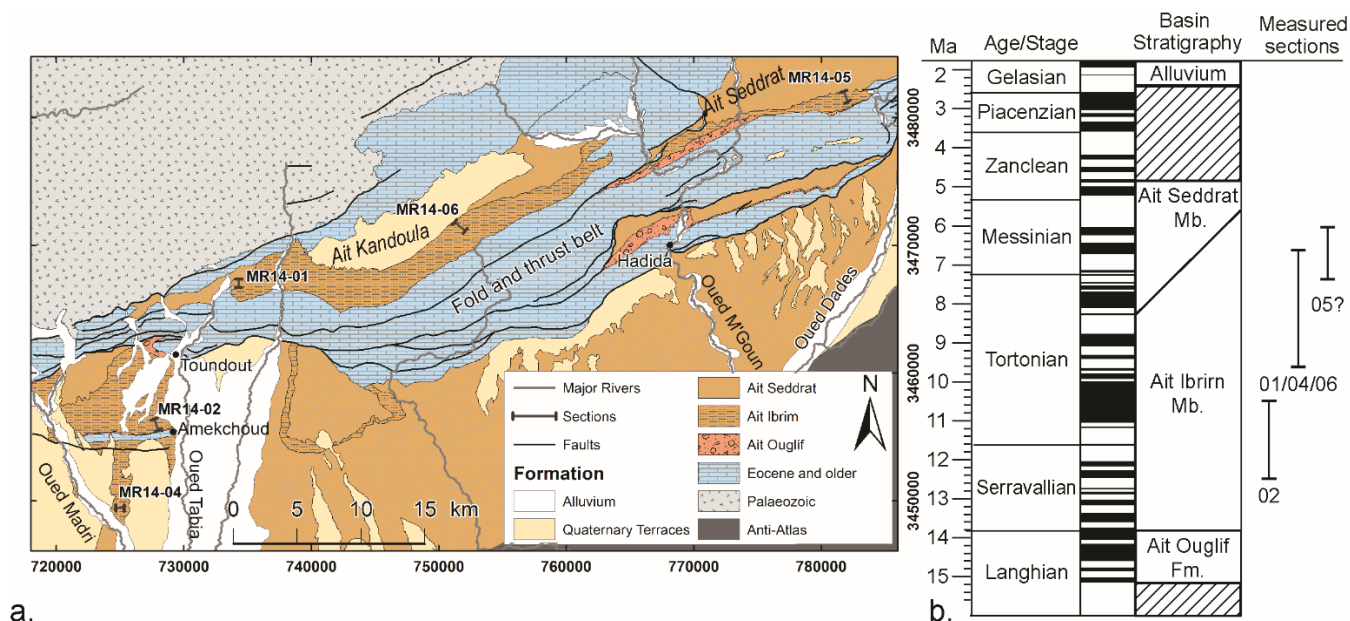 Ait Seddrat
MR14-05
MR14-06
Ait Kandoula
MR14-01
Fold and thrust belt
Hadida
Oued M'Goun
Oued Dades
Toundout
MR14-02
Amekchoud
MR14-04
Oued Madri
Oued Tabia
0 5 10 15 km
Major Rivers
Sections
Faults
Formation
Alluvium
Quaternary Terraces
Ait Seddrat
Ait Ibrim
Ait Ouglif
Eocene and older
Palaeozoic
Anti-Atlas
N
720000 730000 740000 750000 760000 770000 780000
3480000
3470000
3460000
3450000
a.
Ma
Age/Stage
Basin
Stratigraphy
Measured
sections
2
3
4
5
6
7
8
9
10
11
12
13
14
15
Gelasian
Piacenzian
Zanclean
Messinian
Tortonian
Serravallian
Langhian
Alluvium
Ait Seddrat
Mb.
Ait Ibrirn
Mb.
Ait Ouglif
Fm.
05?
01/04/06
02
b.